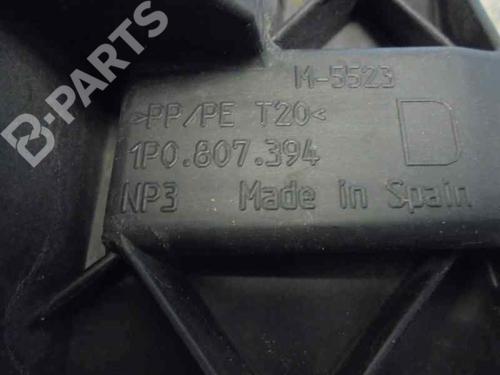 M-5523
>PP/PE T20<
1P0.807.394
D
NP3 Made in Spain
B-PARTS